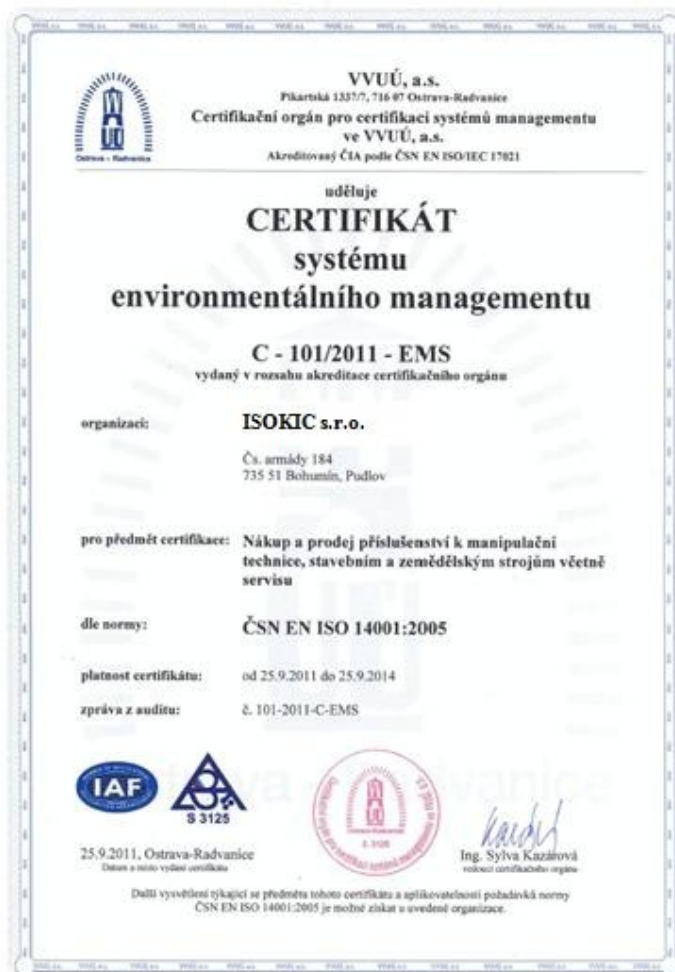 VVUÚ, a.s.
Pikartská 1337/7, 716 07 Ostrava-Radvanice
Certifikační orgán pro certifikaci systémů managementu
ve VVUÚ, a.s.
Akreditovaný ČIA podle ČSN EN ISO/IEC 17021
Ostrava - Radvanice
uděluje
CERTIFIKÁT
systému
environmentálního managementu
C - 101/2011 - EMS
vydaný v rozsahu akreditace certifikačního orgánu
organizaci: ISOKIC s.r.o.
Čs. armády 184
735 51 Bohumín, Pudlov
pro předmět certifikace: Nákup a prodej příslušenství k manipulační
technice, stavebním a zemědělským strojům včetně
servisu
dle normy: ČSN EN ISO 14001:2005
platnost certifikátu: od 25.9.2011 do 25.9.2014
zpráva z auditu: č. 101-2011-C-EMS
IAF
S 3125
25.9.2011, Ostrava-Radvanice
Datum a místo vydání certifikátu
Ing. Sylva Kazárová
vedoucí certifikačního orgánu
Další vysvětlení týkající se předmětu tohoto certifikátu a aplikovatelnosti požadavků normy
ČSN EN ISO 14001:2005 je možné získat u uvedené organizace.